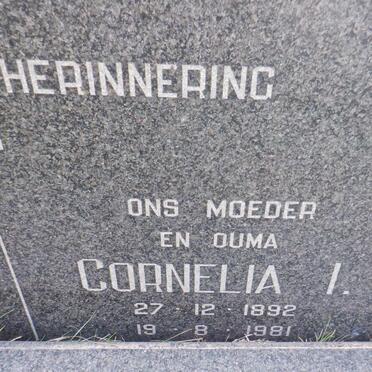 HERINNERING
ONS MOEDER
EN OUMA
CORNELIA I.
27-12-1892
19-8-1981